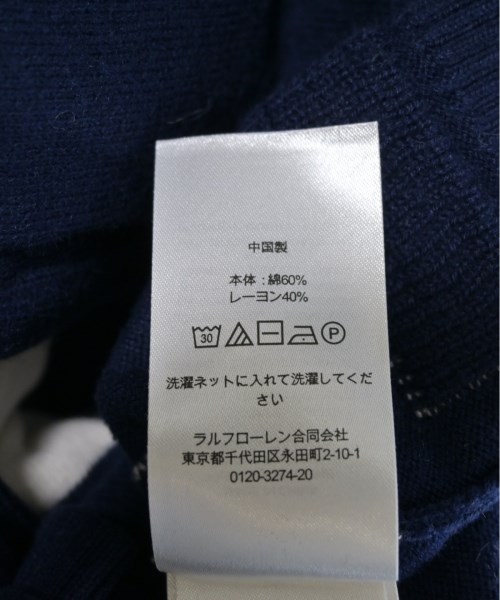 中国製
本体 : 綿60%
レーヨン40%
30 P
洗濯ネットに入れて洗濯してくだ
さい
ラルフローレン合同会社
東京都千代田区永田町2-10-1
0120-3274-20